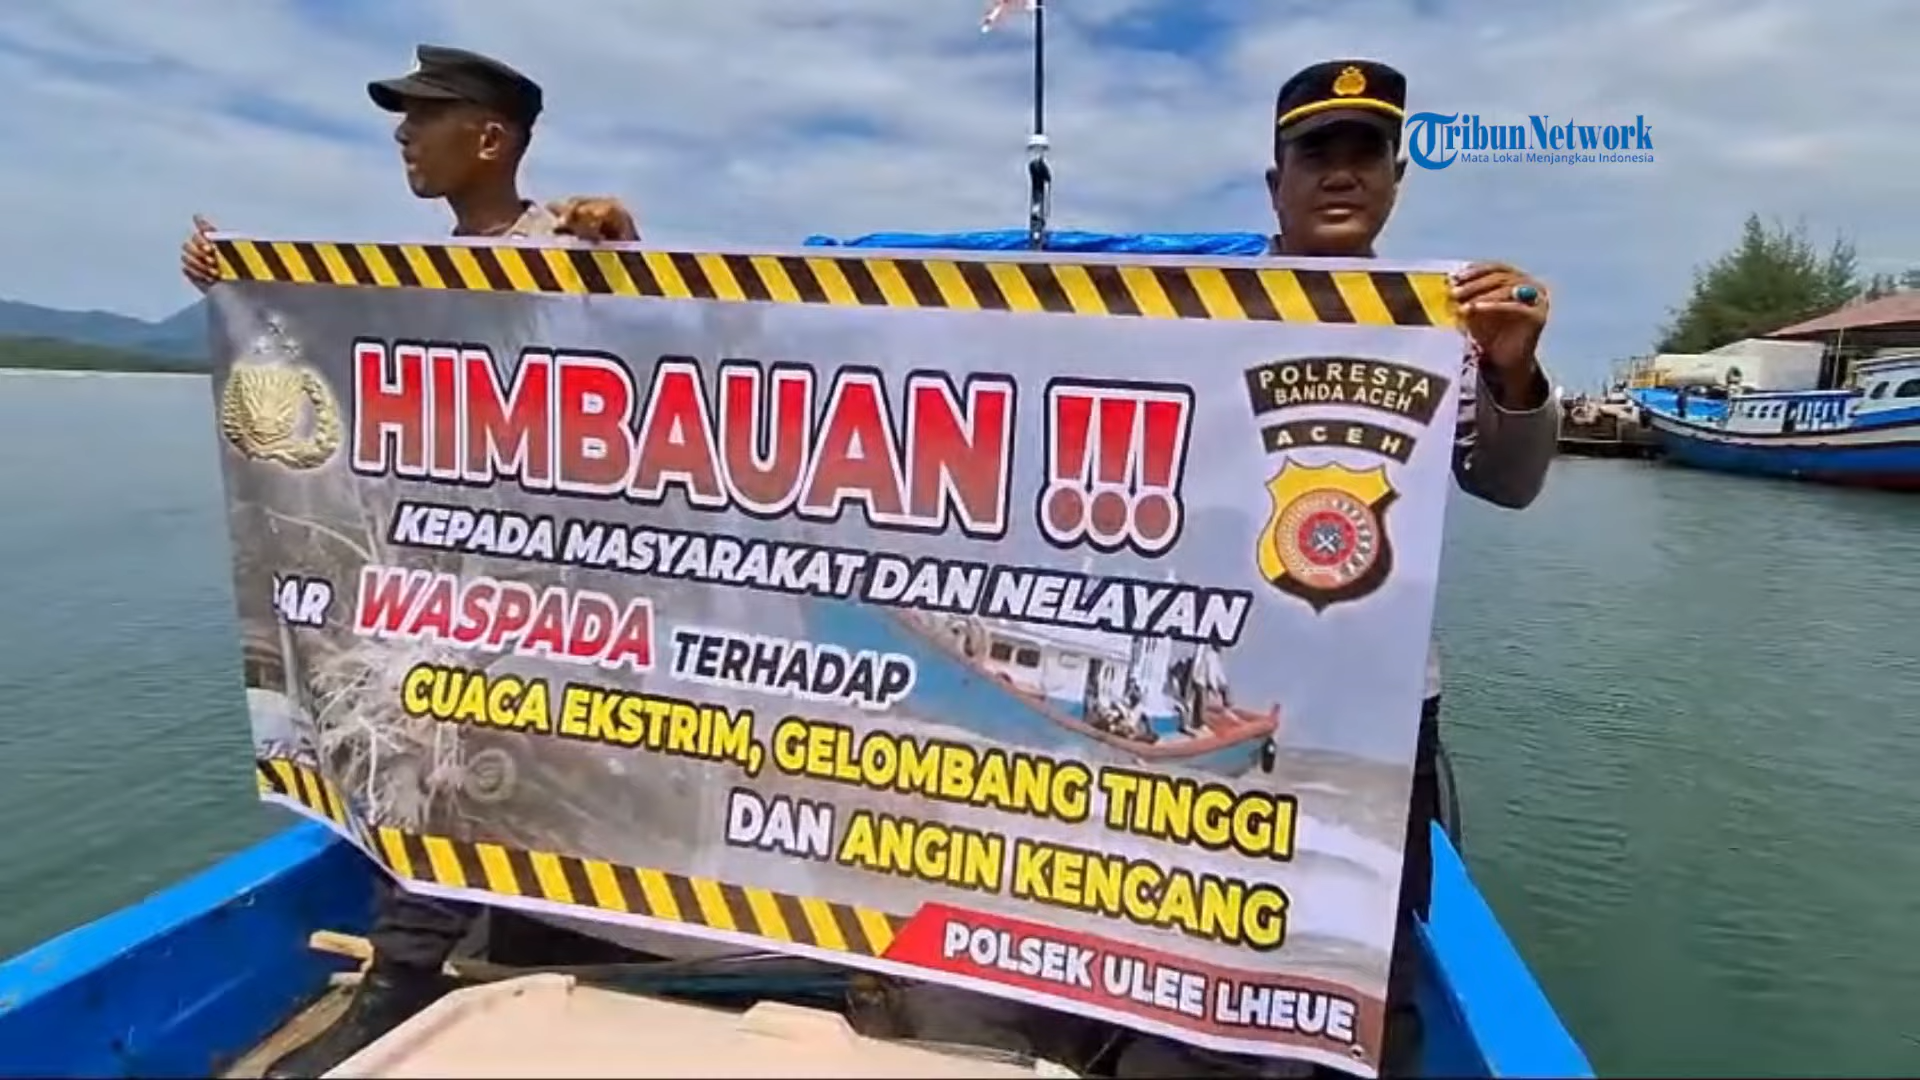 TribunNetwork
Mata Lokal Menjangkau Indonesia
HIMBAUAN !!!
POLRESTA
BANDA ACEH
ACEH
KEPADA MASYARAKAT DAN NELAYAN
WASPADA TERHADAP
CUACA EKSTRIM, GELOMBANG TINGGI
DAN ANGIN KENCANG
POLSEK ULEE LHEUE